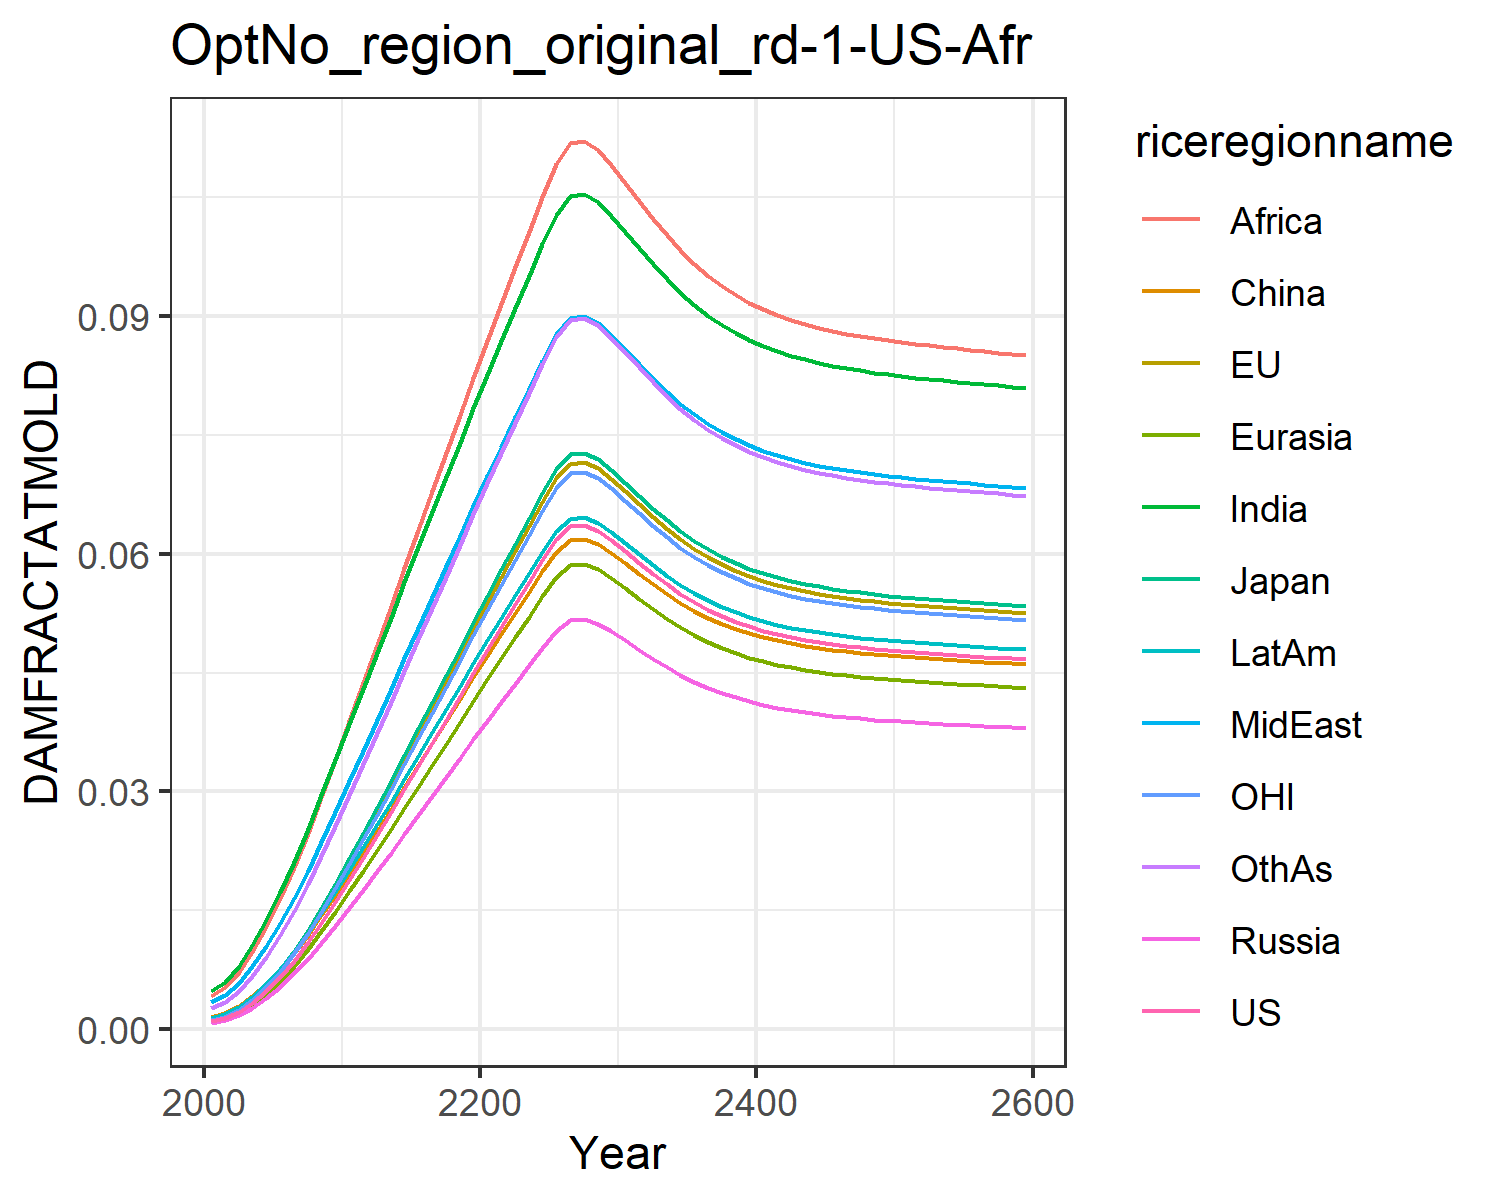 OptNo_region_original_rd-1-US-Afr
DAMFRACTATMOLD
0.09
0.06
0.03
0.00
2000 2200 2400 2600
Year
riceregionname
Africa
China
EU
Eurasia
India
Japan
LatAm
MidEast
OHI
OthAs
Russia
US